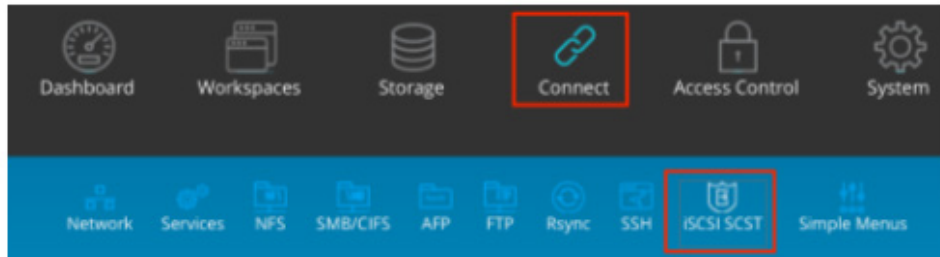 Dashboard Workspaces Storage Connect Access Control System
Network Services NFS SMB/CIFS AFP FTP Rsync SSH iSCSI SCST Simple Menus